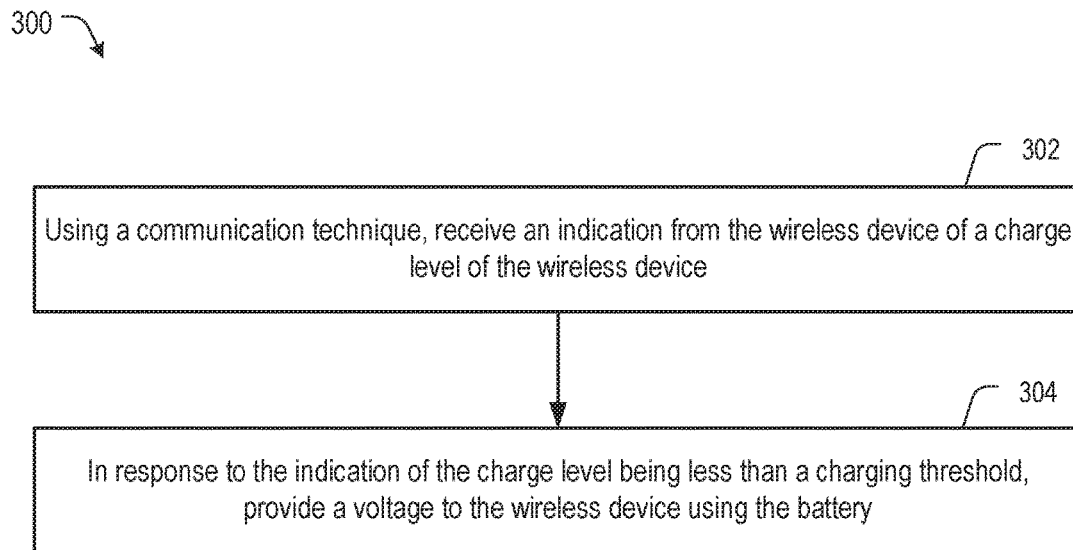 300
302
Using a communication technique, receive an indication from the wireless device of a charge
level of the wireless device
304
In response to the indication of the charge level being less than a charging threshold,
provide a voltage to the wireless device using the battery